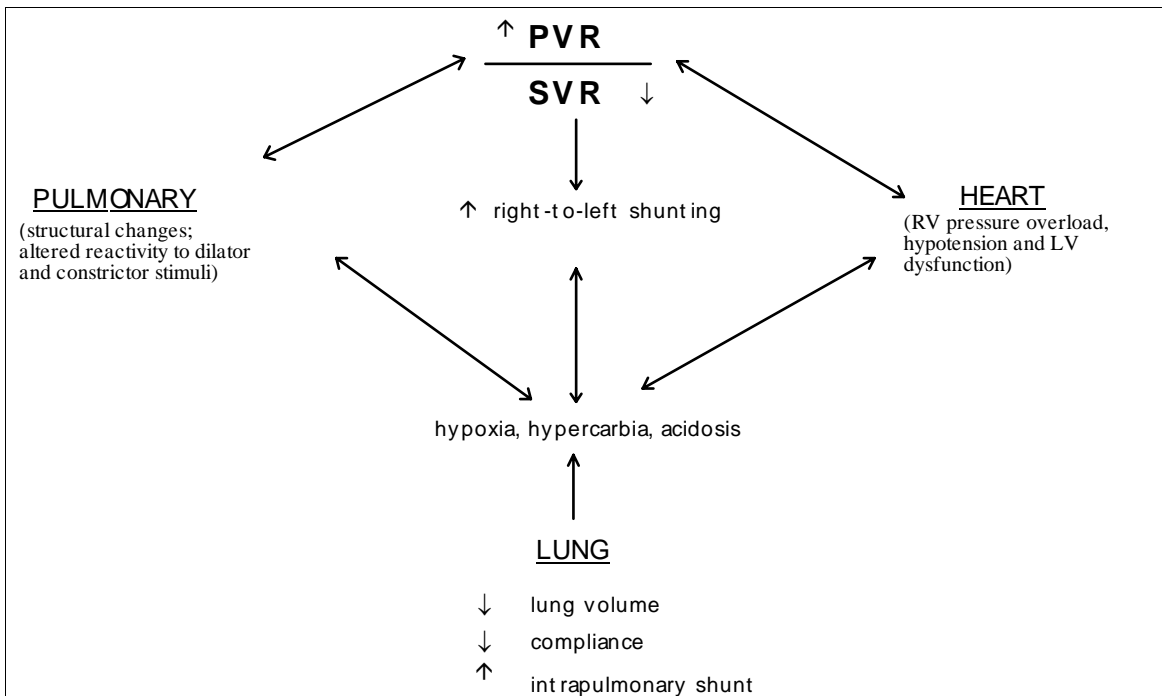 ↑ PVR
SVR ↓
PULMONARY
(structural changes;
altered reactivity to dilator
and constrictor stimuli)
↑ right-to-left shunting
HEART
(RV pressure overload,
hypotension and LV
dysfunction)
hypoxia, hypercarbia, acidosis
LUNG
↓ lung volume
↓ compliance
↑ intrapulmonary shunt